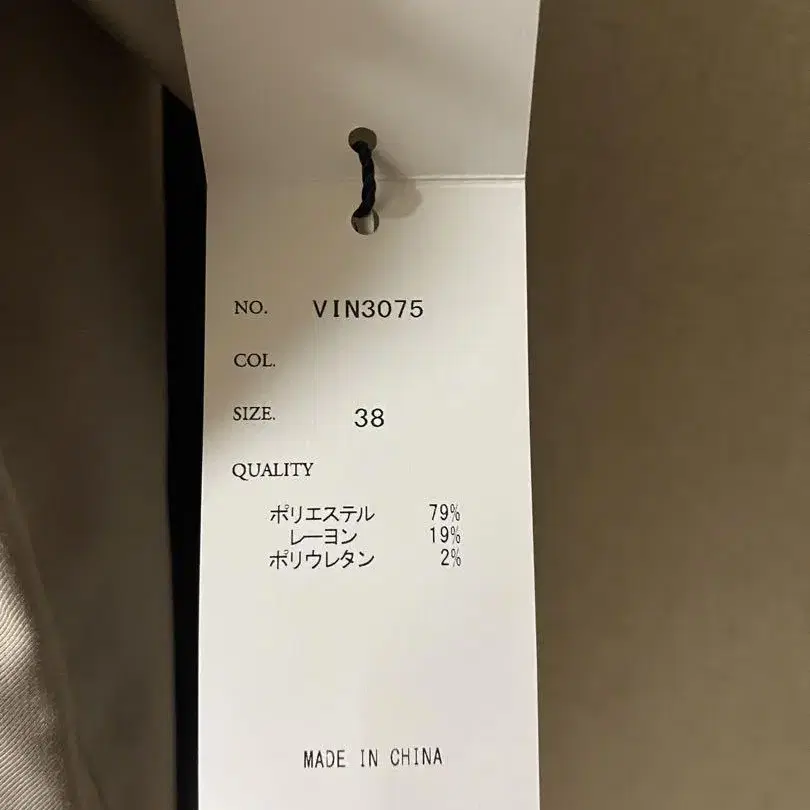 NO. VIN3075
COL.
SIZE. 38
QUALITY
ポリエステル 79%
レーヨン 19%
ポリウレタン 2%
MADE IN CHINA